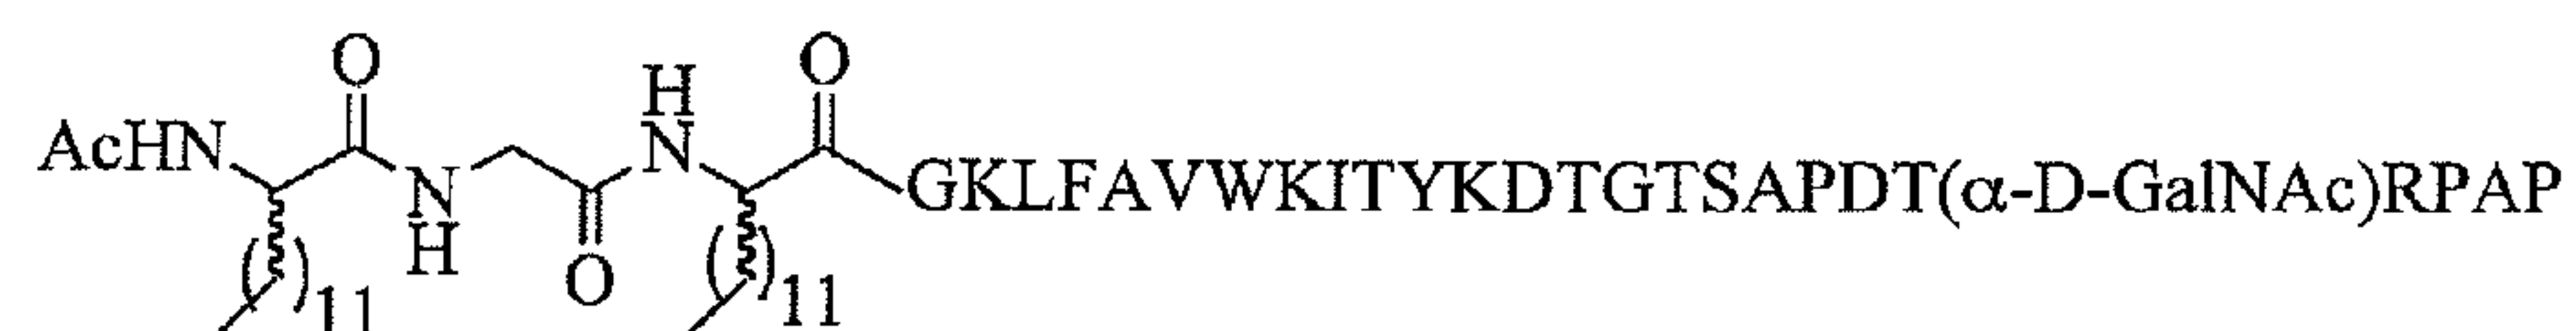 O O
H
AcHN N GKLFAVWKITYKDTGTSAPDT(α-D-GalNAc)RPAP
N
H
O
( )11 ( )11